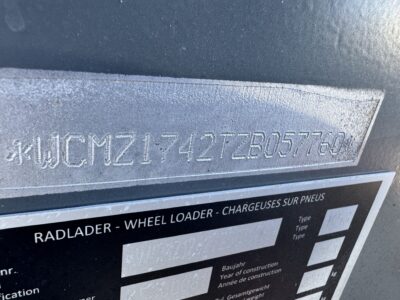 *WCMZ1742TZB057760*
RADLADER - WHEEL LOADER - CHARGEUSES SUR PNEUS
Type
Type
Type
nr.
Baujahr
Year of construction
Année de construction
fication
Gesamtgewicht